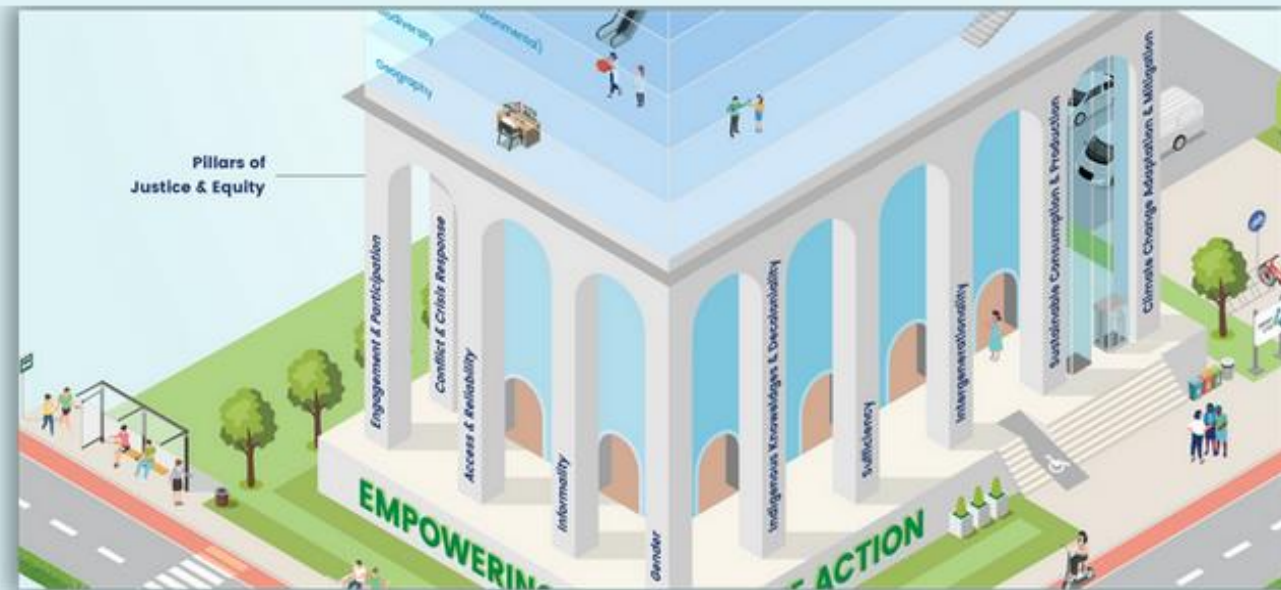 Geography
Pillars of
Justice & Equity
Engagement & Participation
Conflict & Crisis Response
Access & Reliability
Informality
Gender
Indigenous Knowledges & Decoloniality
Sufficiency
Intergenerationality
Sustainable Consumption & Production
Climate Change Adaptation & Mitigation
EMPOWERING
ACTION